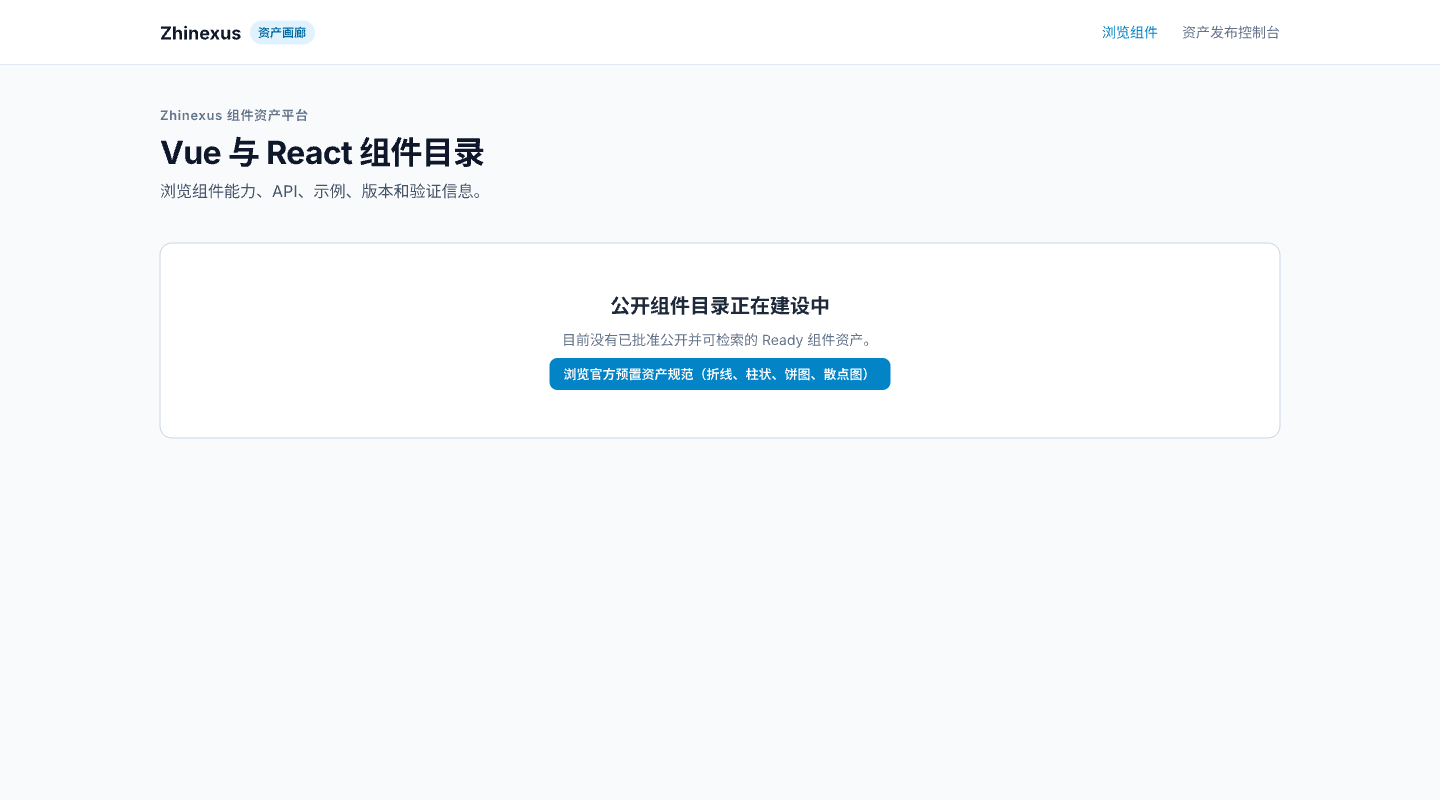 Zhinexus 资产画廊 浏览组件 资产发布控制台
Zhinexus 组件资产平台
Vue 与 React 组件目录
浏览组件能力、API、示例、版本和验证信息。
公开组件目录正在建设中
目前没有已批准公开并可检索的 Ready 组件资产。
浏览官方预置资产规范（折线、柱状、饼图、散点图）